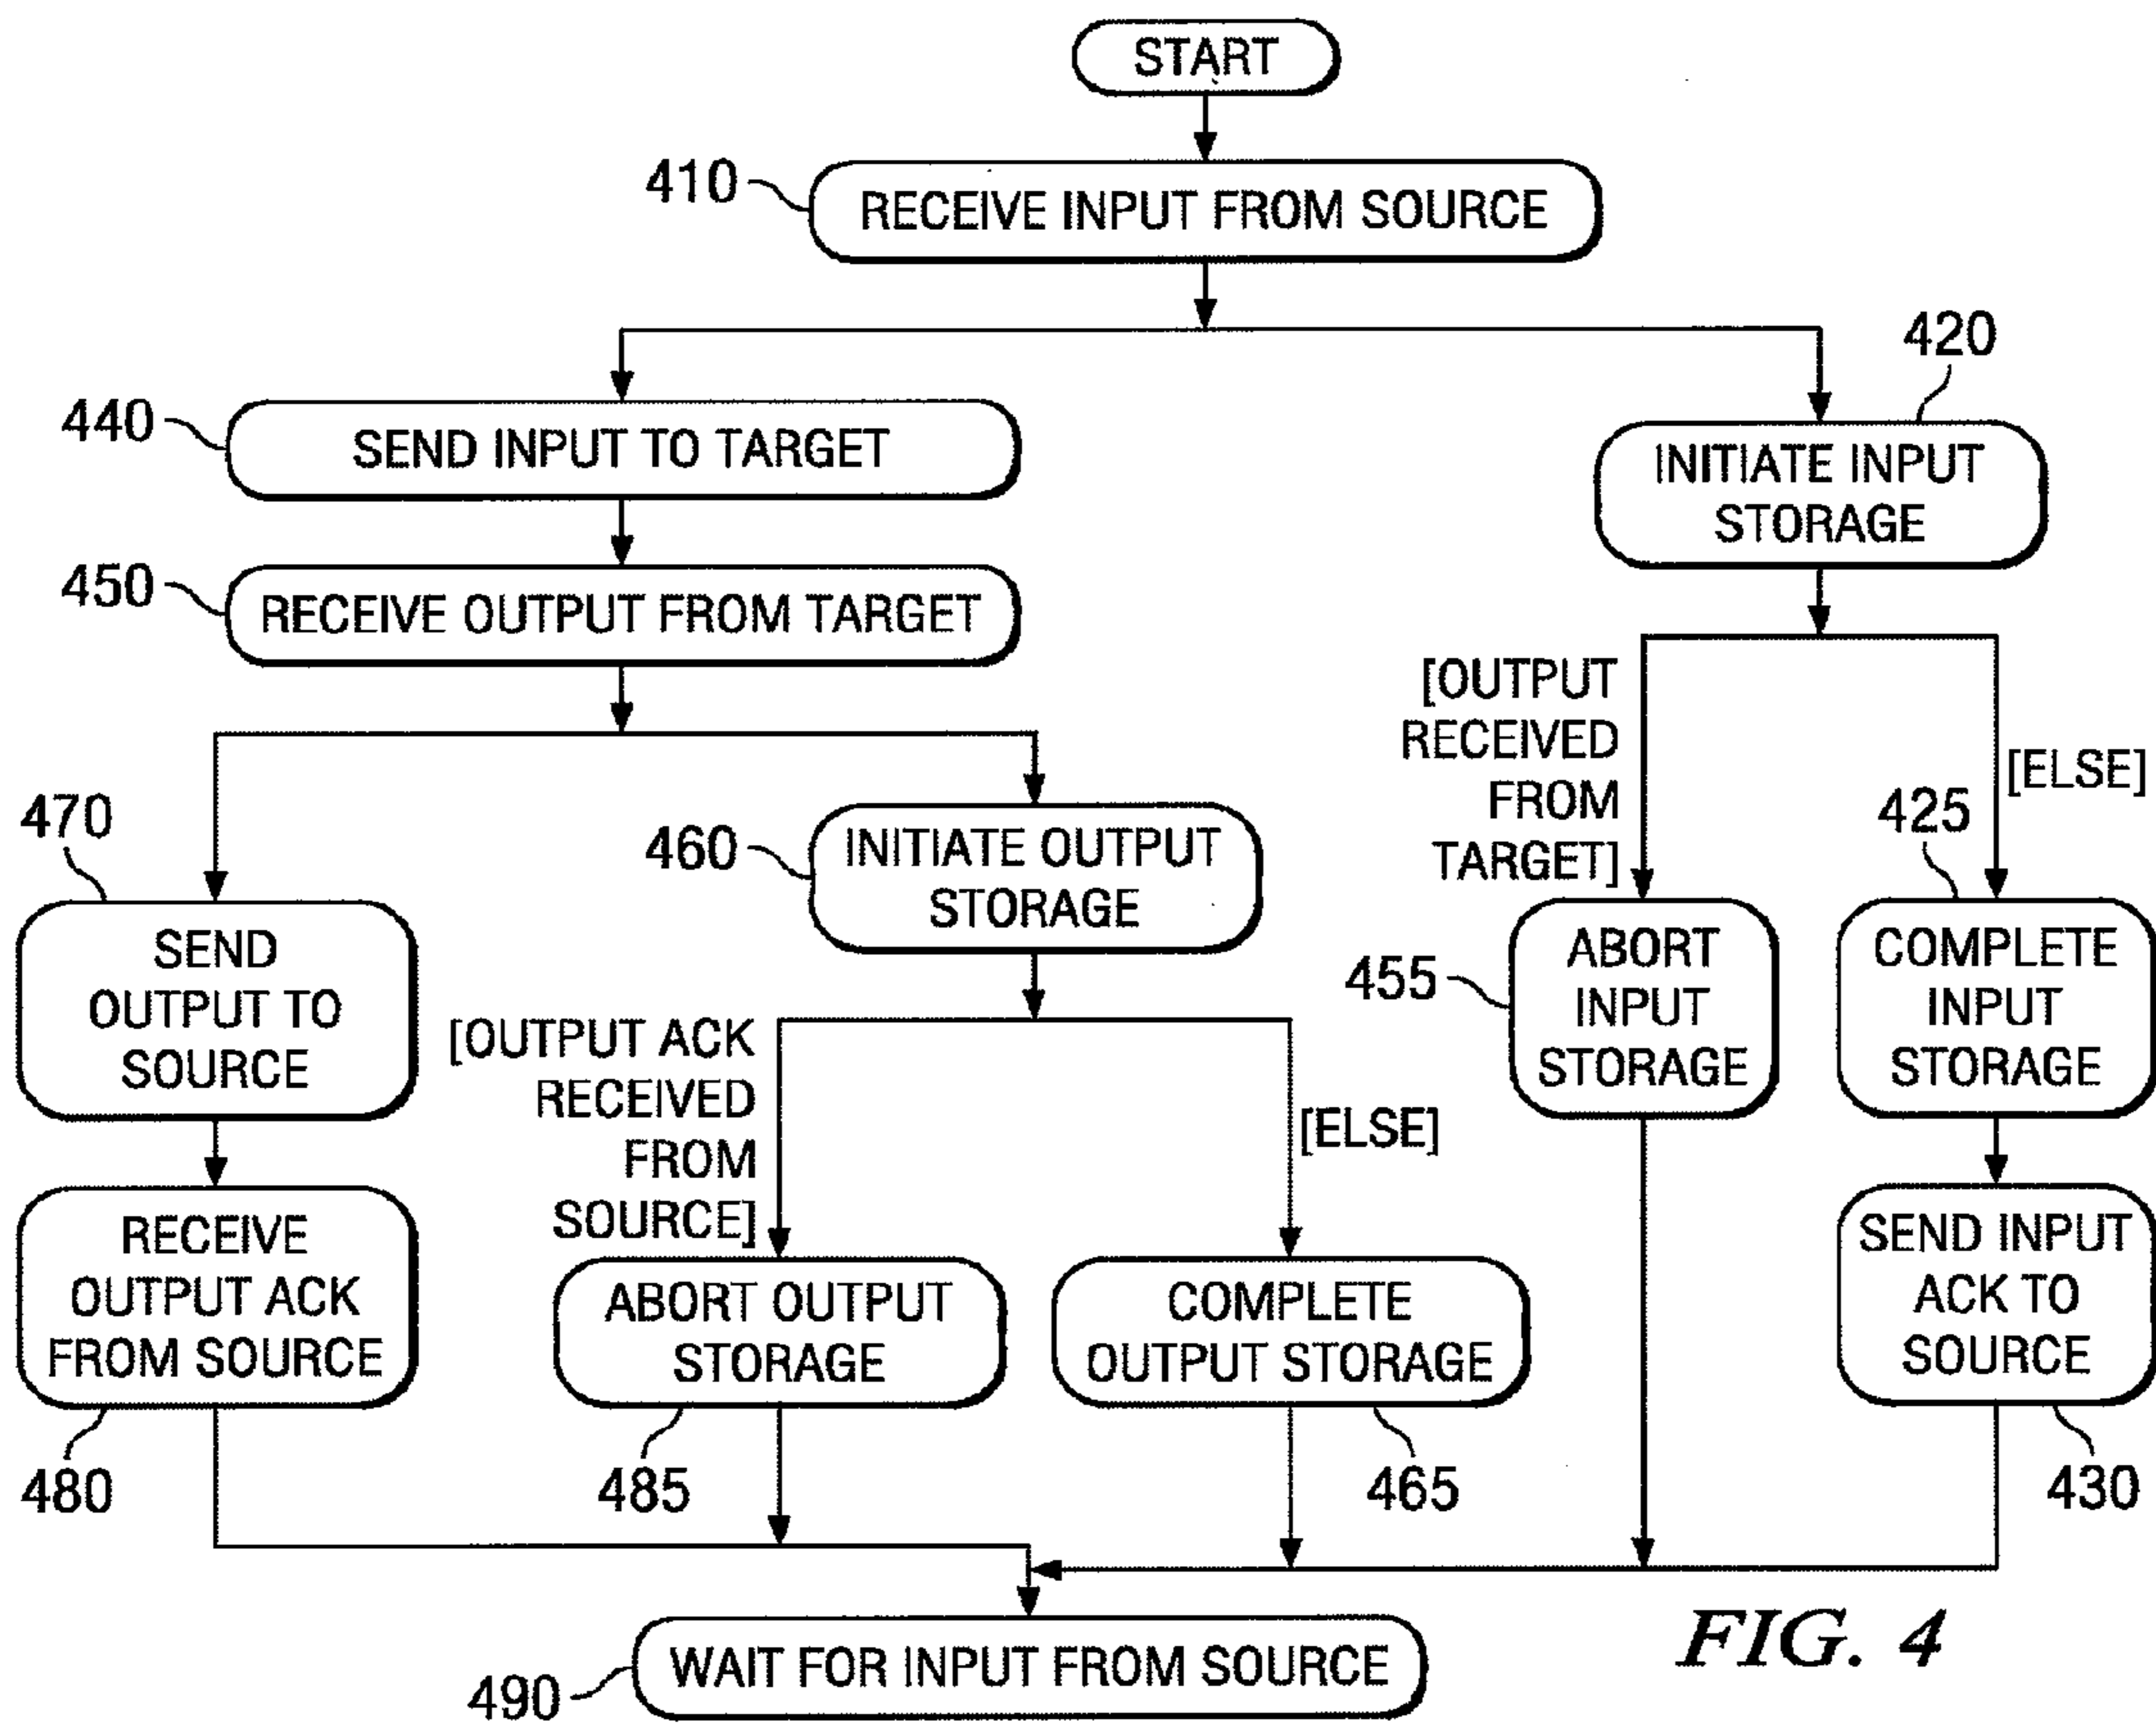 START
410
RECEIVE INPUT FROM SOURCE
420
440
SEND INPUT TO TARGET
INITIATE INPUT
STORAGE
450
RECEIVE OUTPUT FROM TARGET
[OUTPUT
RECEIVED
FROM
TARGET]
[ELSE]
470
460
INITIATE OUTPUT
STORAGE
425
SEND
OUTPUT TO
SOURCE
455
ABORT
INPUT
STORAGE
COMPLETE
INPUT
STORAGE
[OUTPUT ACK
RECEIVED
FROM
SOURCE]
[ELSE]
RECEIVE
OUTPUT ACK
FROM SOURCE
ABORT OUTPUT
STORAGE
COMPLETE
OUTPUT STORAGE
SEND INPUT
ACK TO
SOURCE
480
485
465
430
490
WAIT FOR INPUT FROM SOURCE
FIG. 4